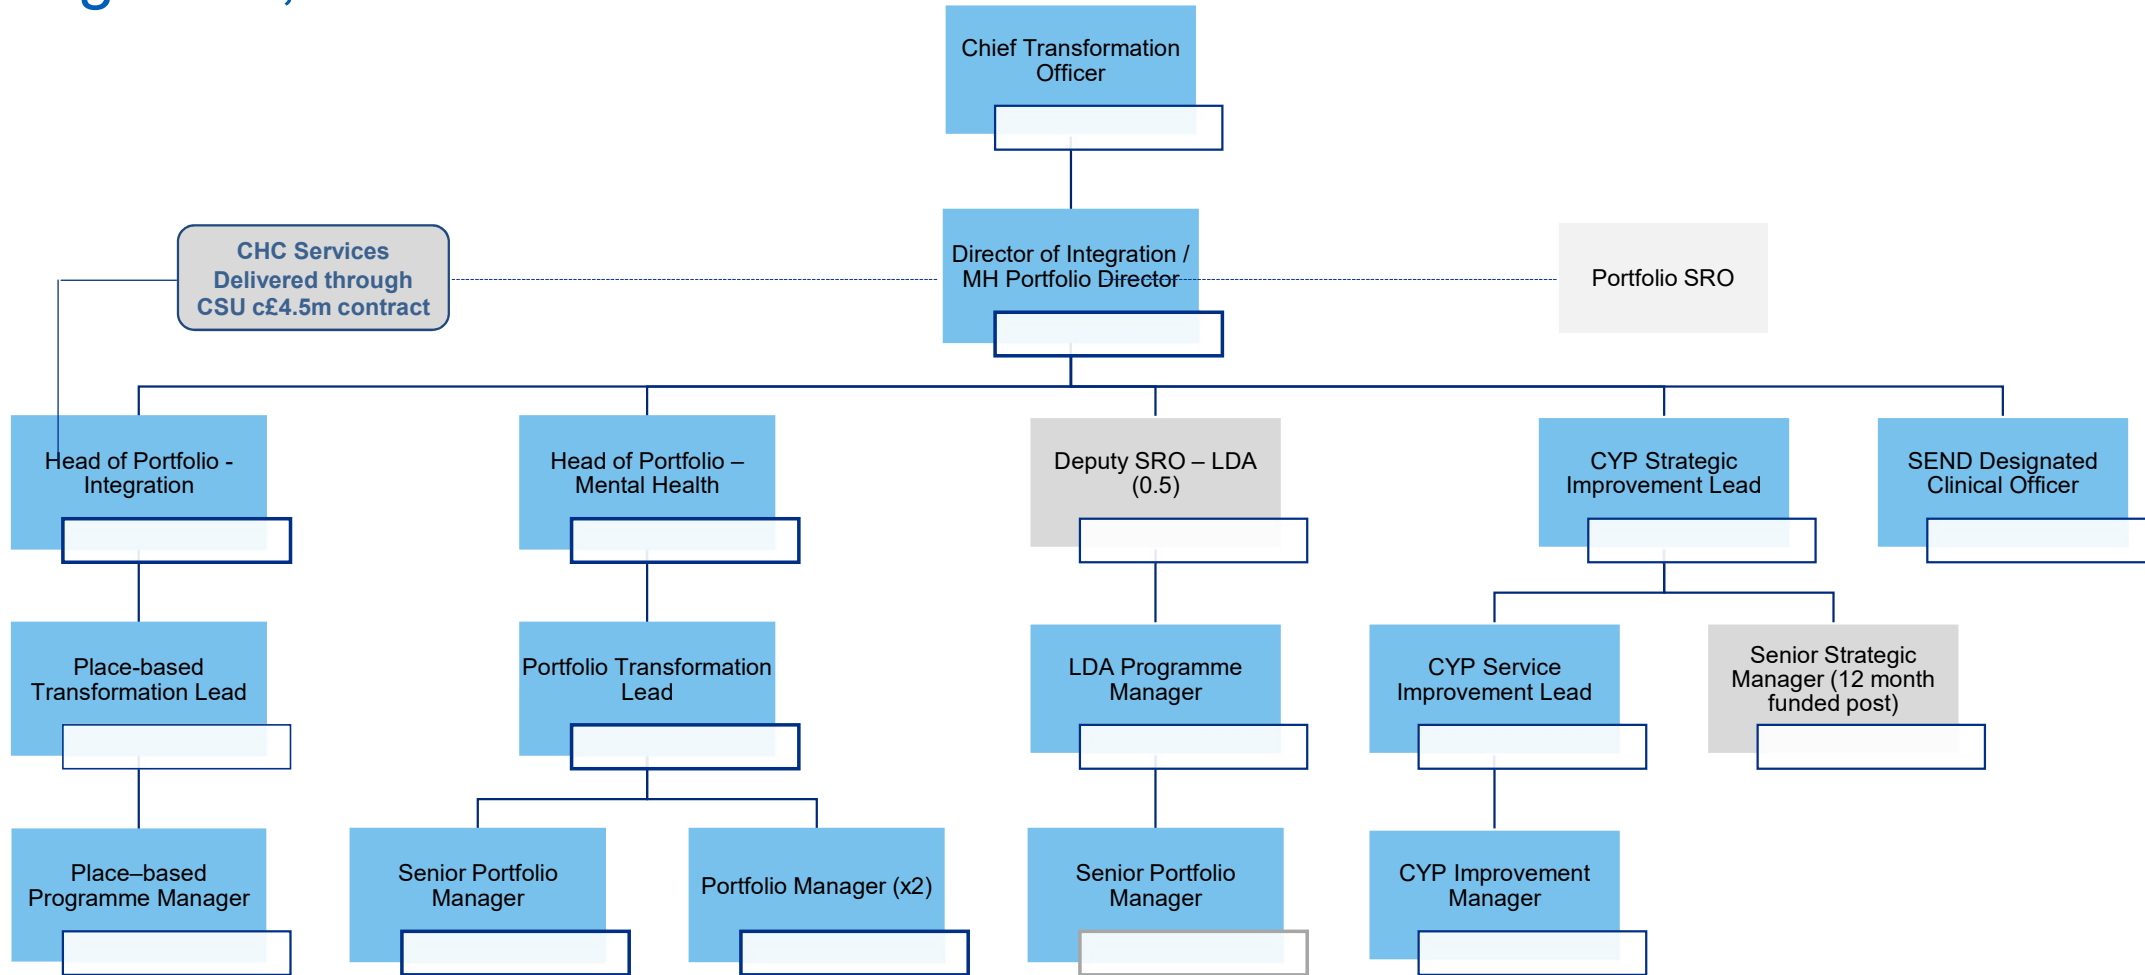 Chief Transformation
Officer
CHC Services
Delivered through
CSU c£4.5m contract
Director of Integration /
MH Portfolio Director
Portfolio SRO
Head of Portfolio -
Integration
Head of Portfolio –
Mental Health
Deputy SRO – LDA
(0.5)
CYP Strategic
Improvement Lead
SEND Designated
Clinical Officer
Place-based
Transformation Lead
Portfolio Transformation
Lead
LDA Programme
Manager
CYP Service
Improvement Lead
Senior Strategic
Manager (12 month
funded post)
Place–based
Programme Manager
Senior Portfolio
Manager
Portfolio Manager (x2)
Senior Portfolio
Manager
CYP Improvement
Manager